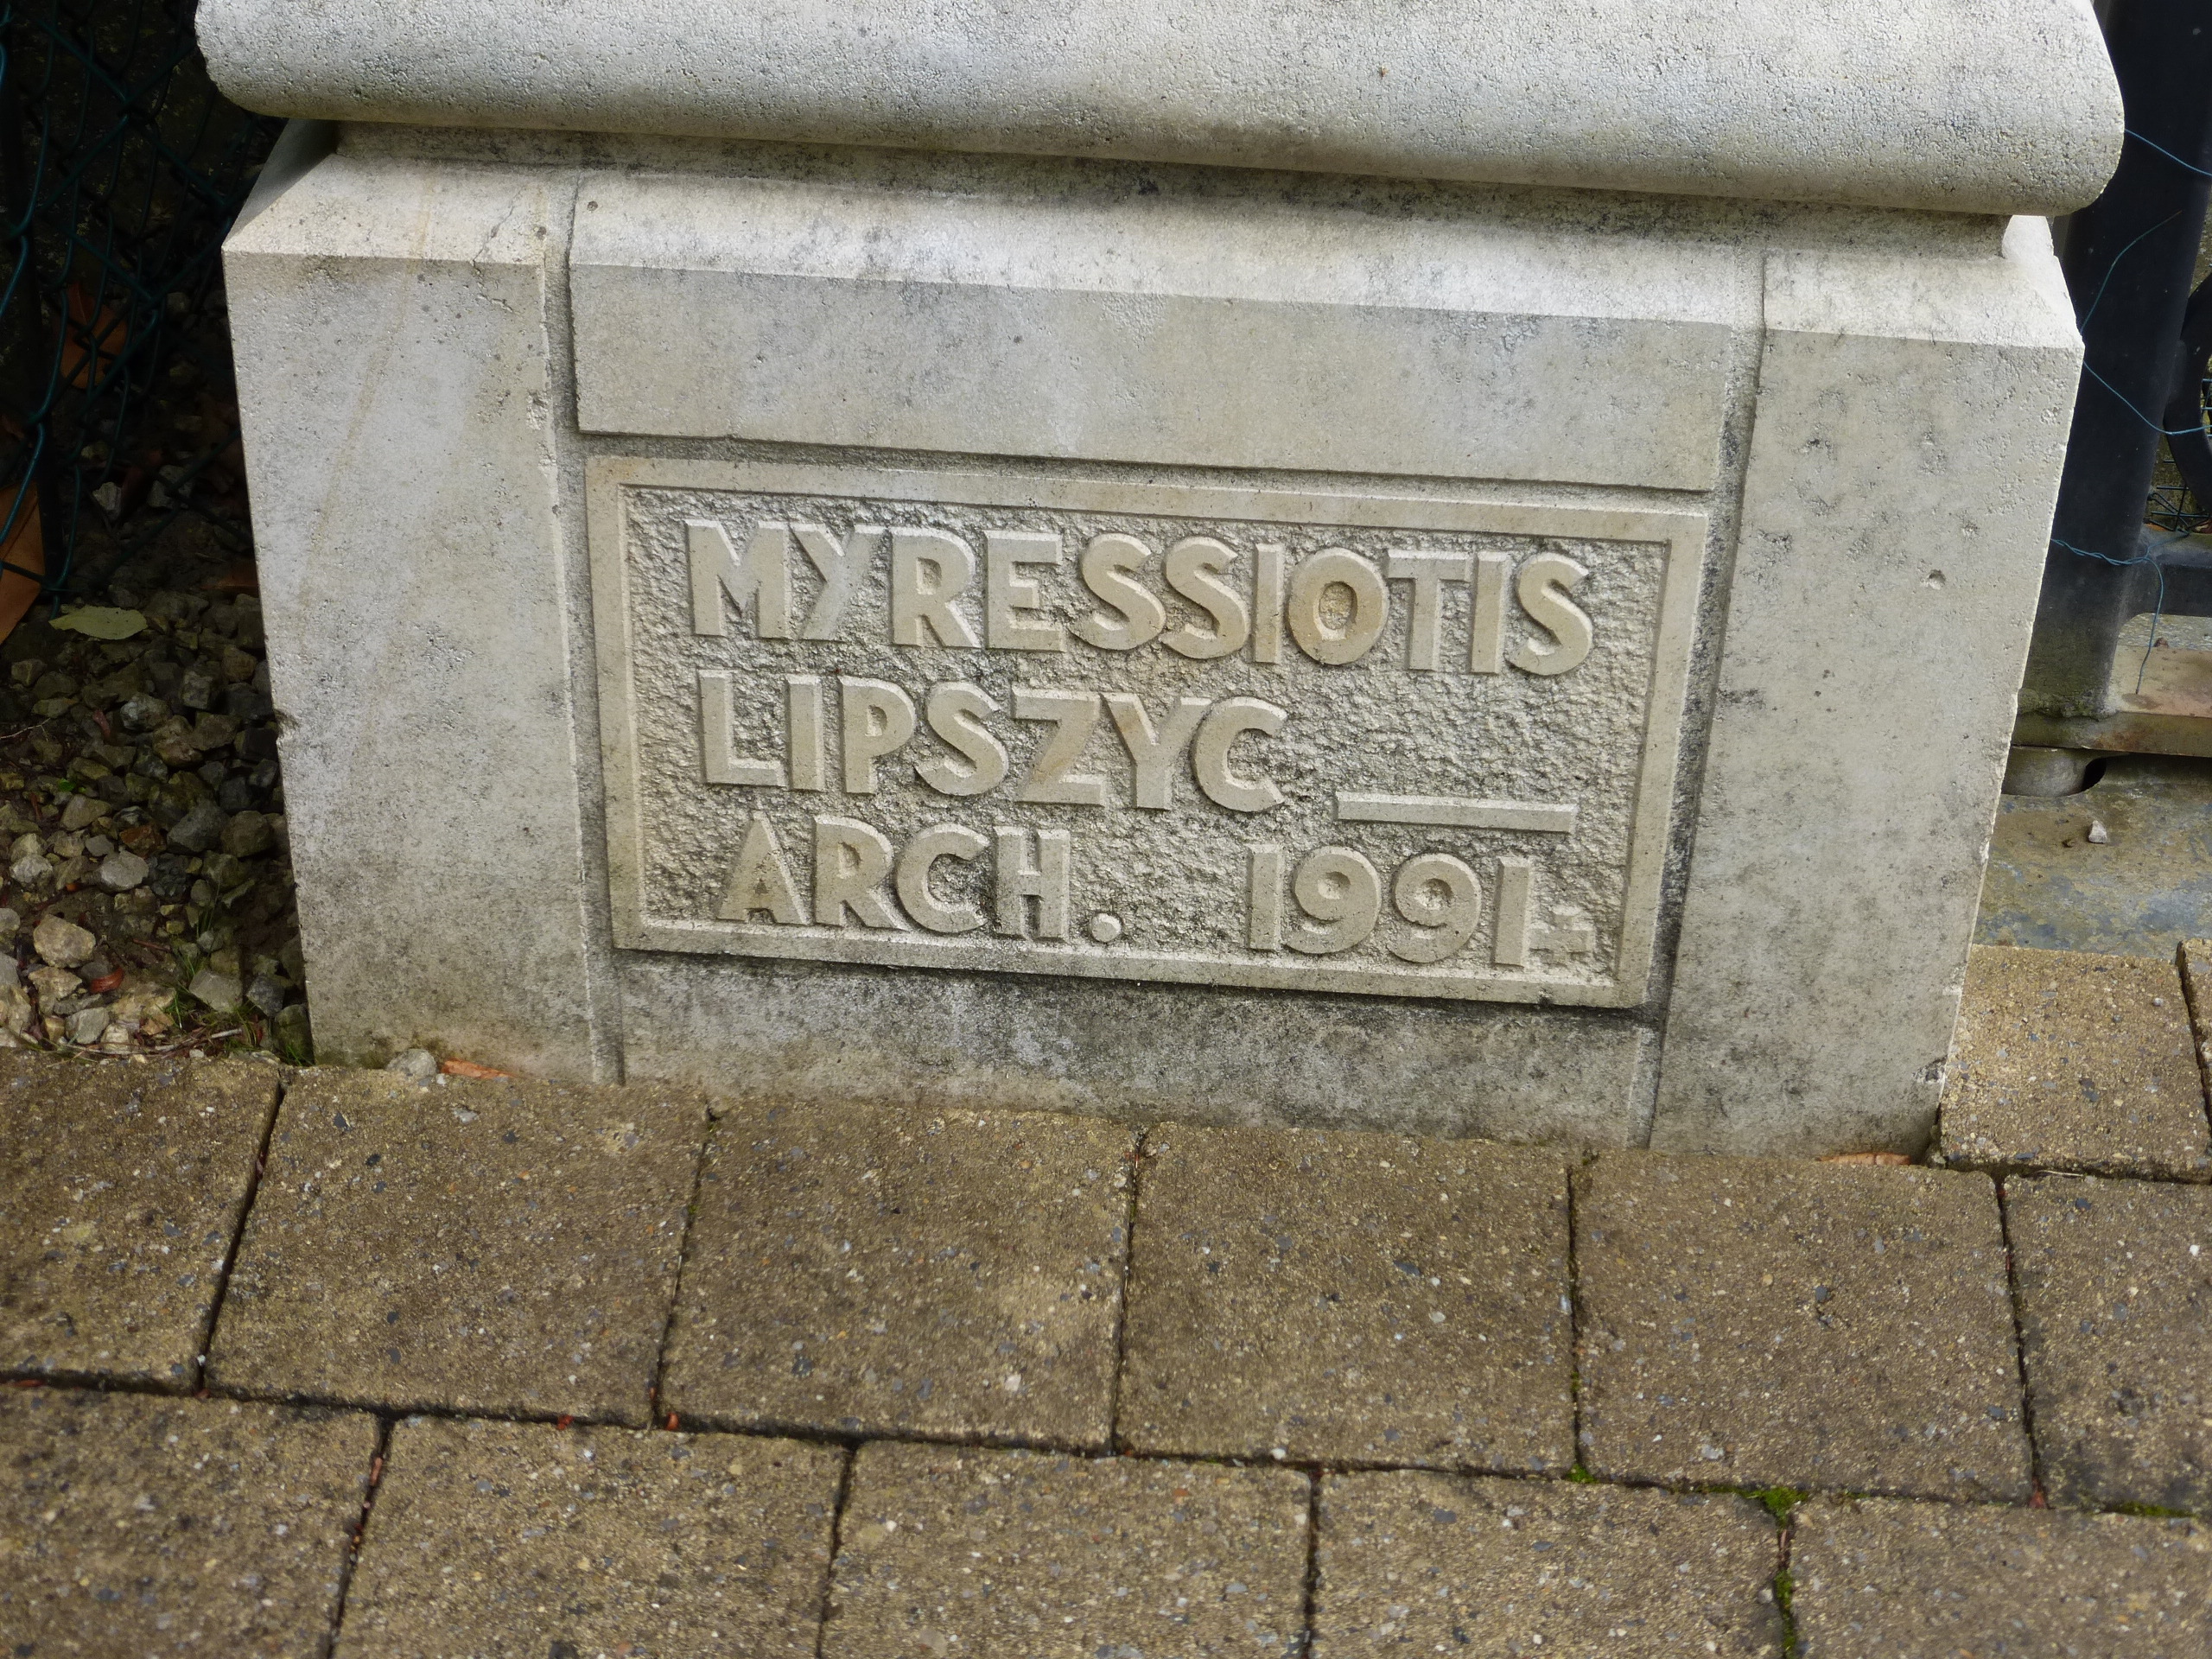 MYRESSIOTIS
LIPSZYC
ARCH. 1991